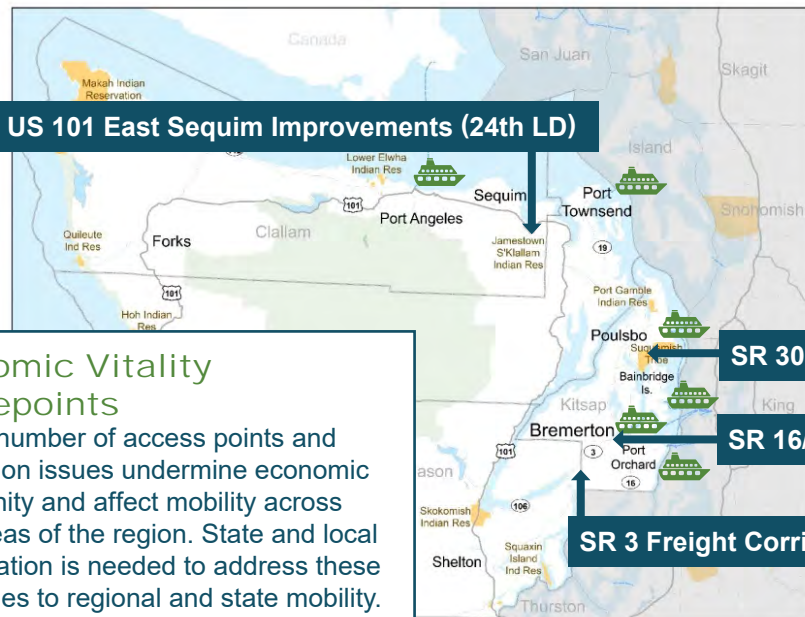 Canada
San Juan
Skagit
Makah Indian
Reservation
US 101 East Sequim Improvements (24th LD)
Island
Lower Elwha
Indian Res
Sequim
Port
Townsend
Snohomish
101
Port Angeles
Quileute
Ind Res
Forks
Clallam
Jamestown
S'Klallam
Indian Res
19
101
Hoh Indian
Res
Port Gamble
Indian Res
Poulsbo
Suquamish
Tribe
SR 30
Bainbridge
Is.
Kitsap
King
Bremerton
SR 16/
3
Port
Orchard
16
omic Vitality
epoints
number of access points and
on issues undermine economic
nity and affect mobility across
eas of the region. State and local
ation is needed to address these
es to regional and state mobility.
101
ason
Skokomish
Indian Res
106
SR 3 Freight Corri
Shelton
Squaxin
Island
Ind Res
Thurston